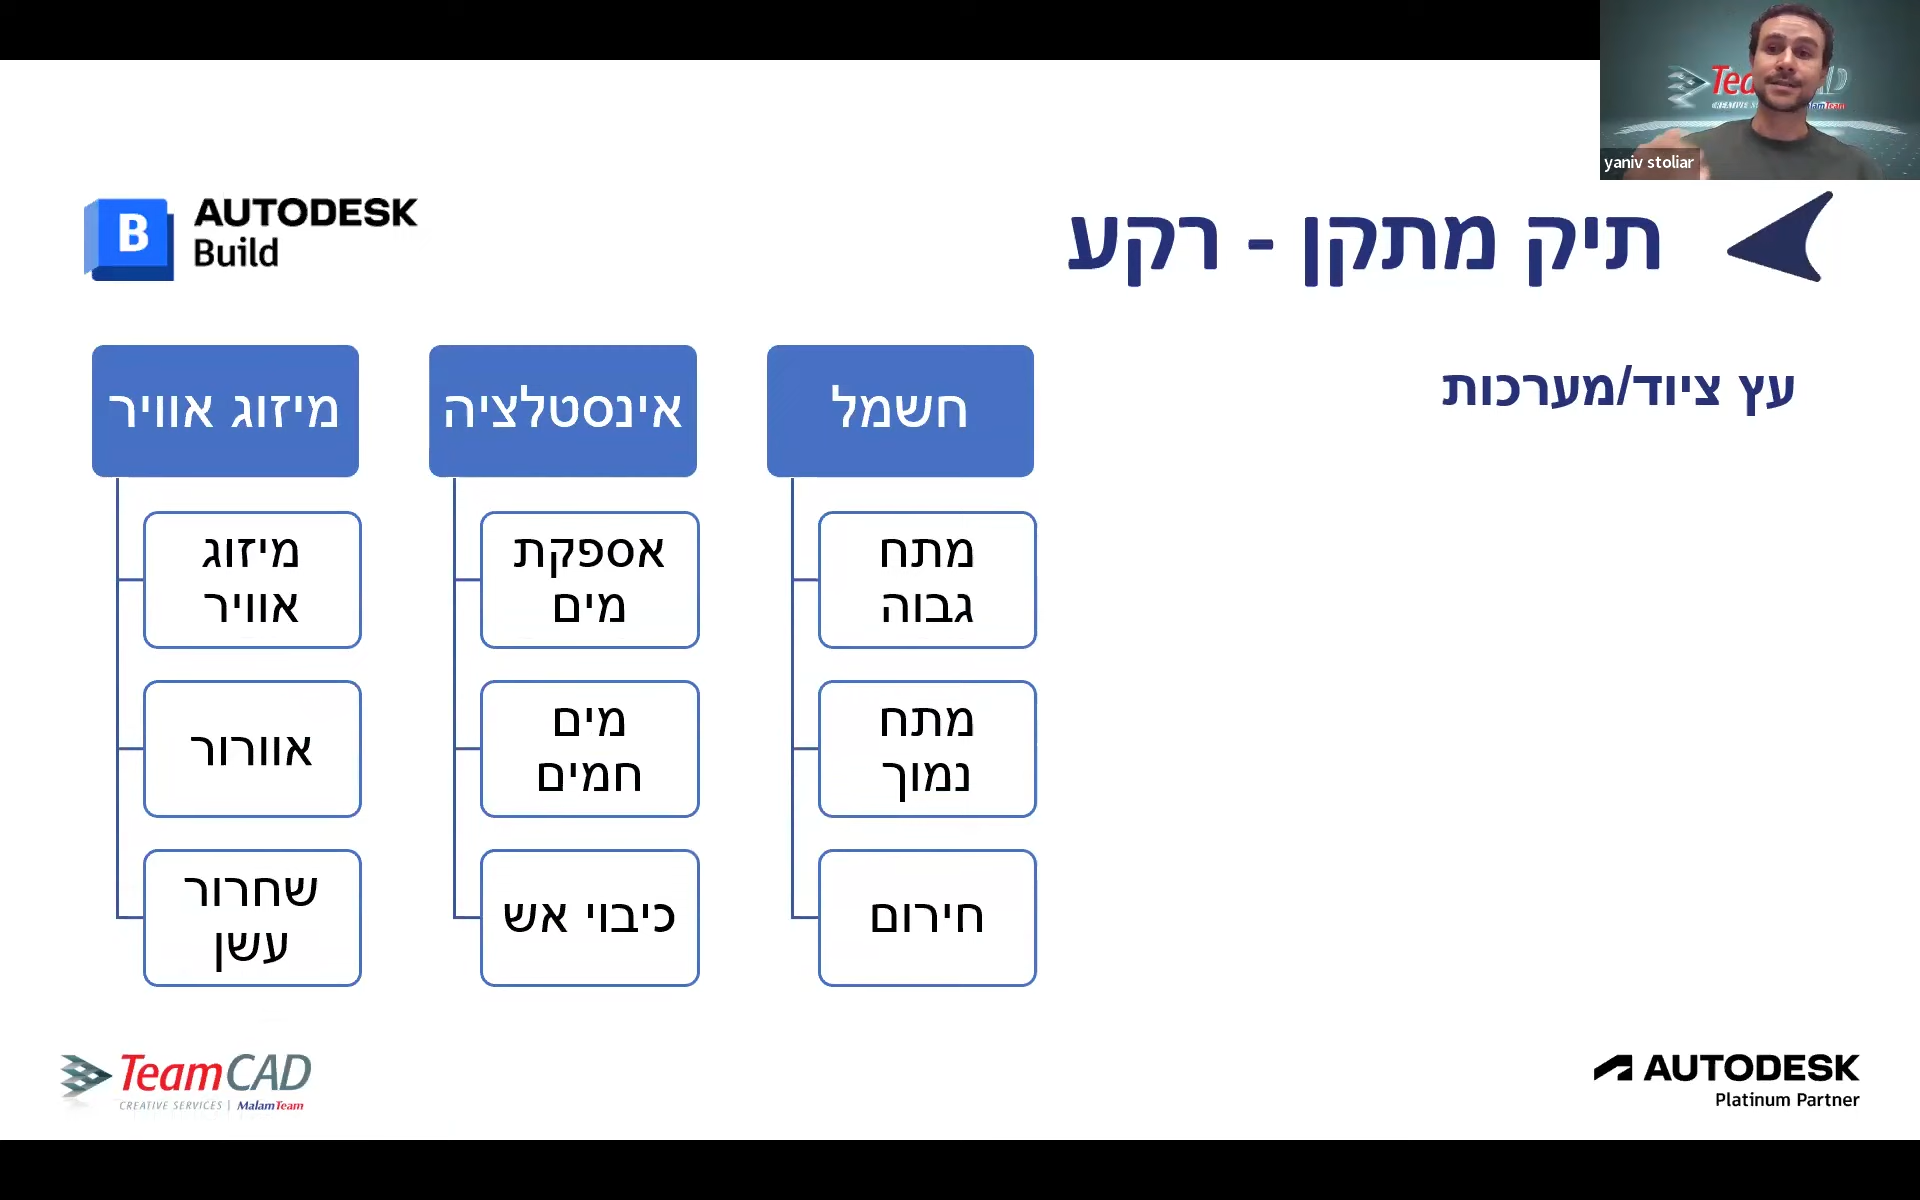 TeamCAD
yaniv stoliar
תיק מתקן - רקע
B
AUTODESK
Build
עץ ציוד/מערכות
חשמל
מתח
גבוה
מתח
נמוך
חירום
אינסטלציה
אספקת
מים
מים
חמים
כיבוי אש
מיזוג אוויר
מיזוג
אוויר
אוורור
שחרור
עשן
TeamCAD
CREATIVE SERVICES | MalamTeam
AUTODESK
Platinum Partner